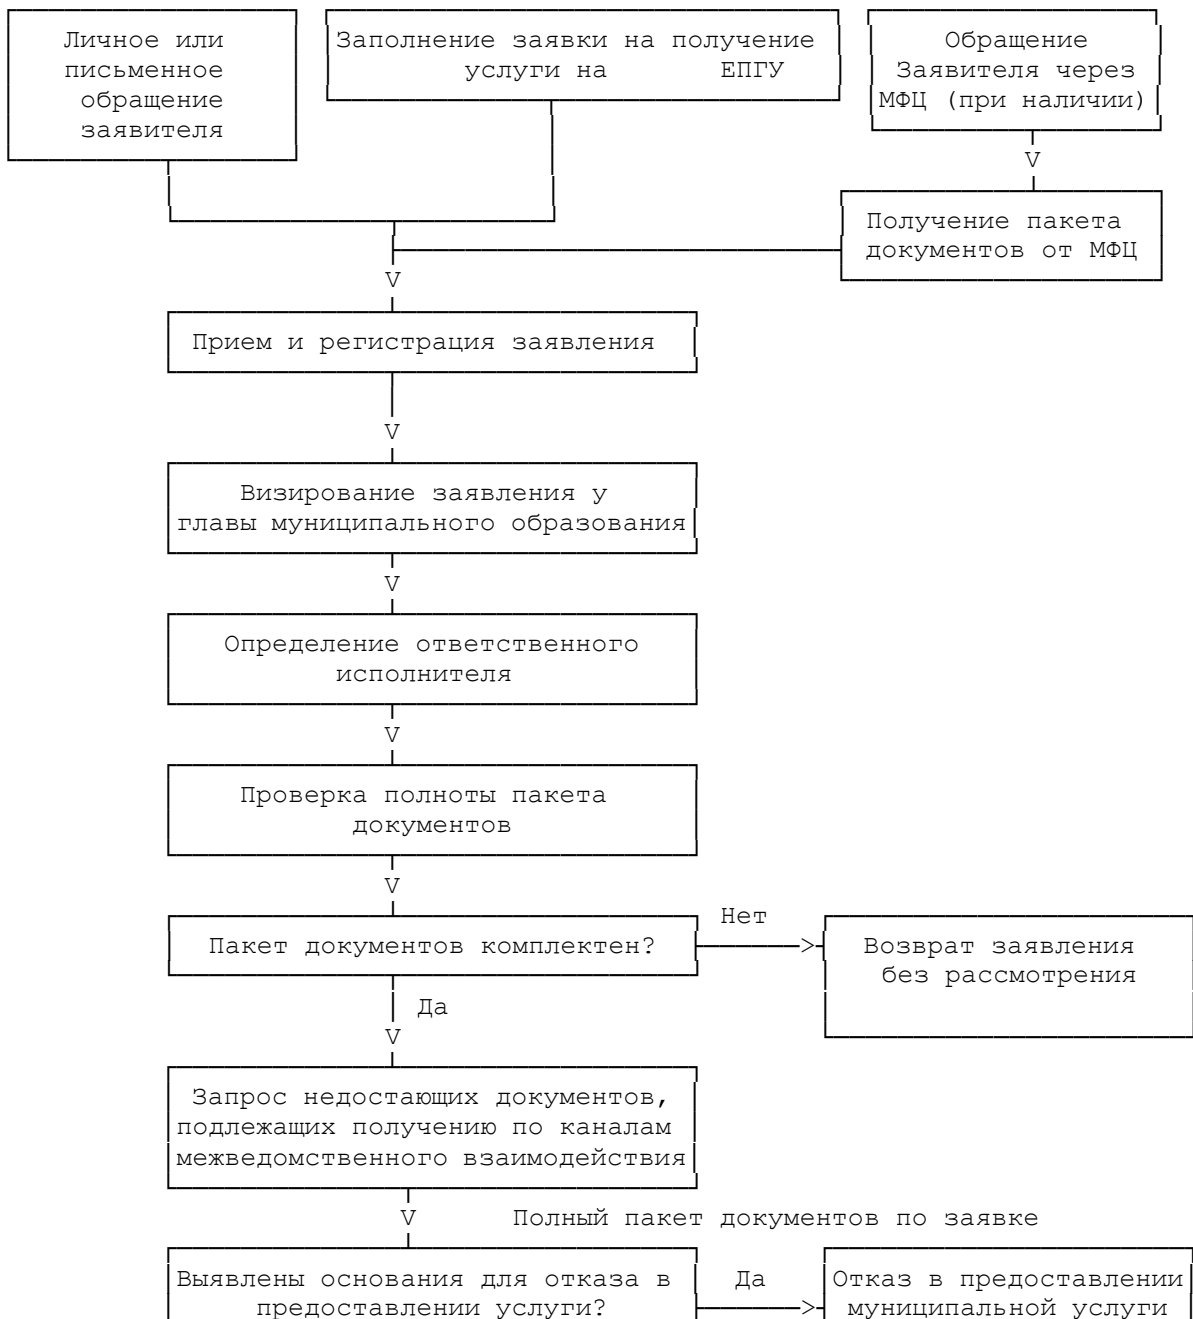 Личное или
письменное
обращение
заявителя
Заполнение заявки на получение
услуги на ЕПГУ
Обращение
Заявителя через
МФЦ (при наличии)
V
Получение пакета
документов от МФЦ
V
Прием и регистрация заявления
V
Визирование заявления у
главы муниципального образования
V
Определение ответственного
исполнителя
V
Проверка полноты пакета
документов
V
Пакет документов комплектен?
Нет
>
Возврат заявления
без рассмотрения
Да
V
Запрос недостающих документов,
подлежащих получению по каналам
межведомственного взаимодействия
V Полный пакет документов по заявке
Выявлены основания для отказа в
предоставлении услуги?
Да
>
Отказ в предоставлении
муниципальной услуги